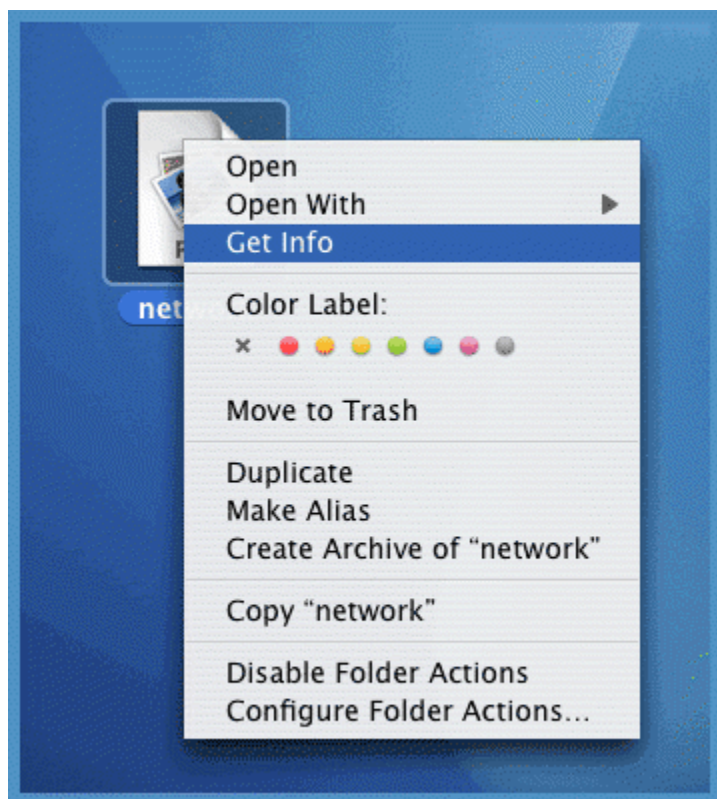 Open
Open With
Get Info
Color Label:
Move to Trash
Duplicate
Make Alias
Create Archive of “network”
Copy “network”
Disable Folder Actions
Configure Folder Actions...